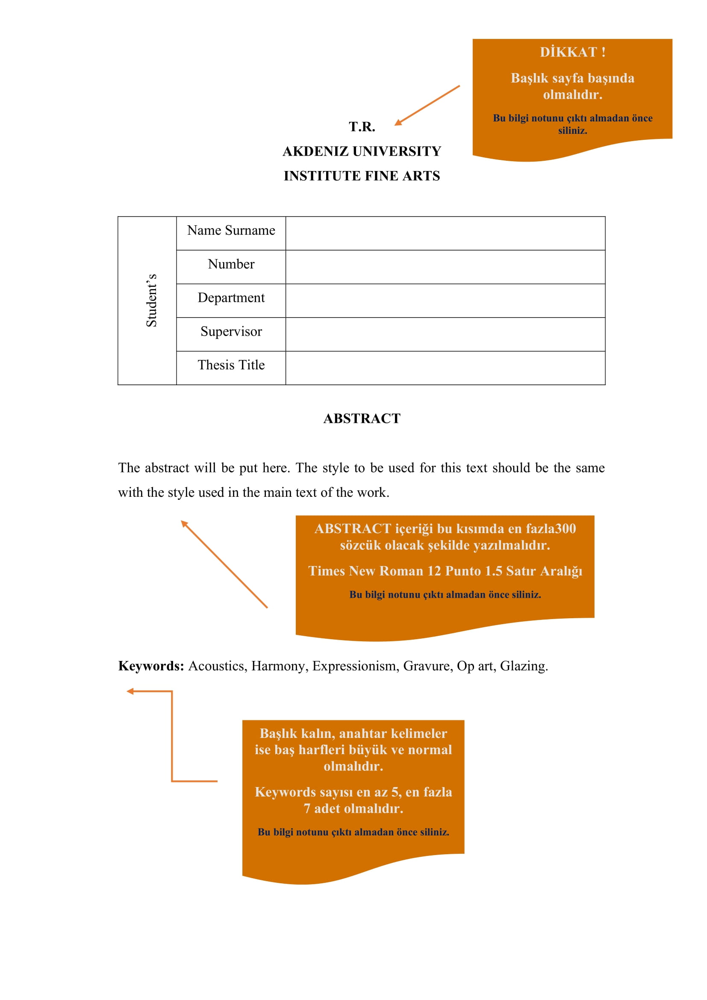 DİKKAT !
Başlık sayfa başında
olmalıdır.
Bu bilgi notunu çıktı almadan önce
siliniz.
T.R.
AKDENIZ UNIVERSITY
INSTITUTE FINE ARTS
Student’s
Name Surname
Number
Department
Supervisor
Thesis Title
ABSTRACT
The abstract will be put here. The style to be used for this text should be the same
with the style used in the main text of the work.
ABSTRACT içeriği bu kısımda en fazla300
sözcük olacak şekilde yazılmalıdır.
Times New Roman 12 Punto 1.5 Satır Aralığı
Bu bilgi notunu çıktı almadan önce siliniz.
Keywords: Acoustics, Harmony, Expressionism, Gravure, Op art, Glazing.
Başlık kalın, anahtar kelimeler
ise baş harfleri büyük ve normal
olmalıdır.
Keywords sayısı en az 5, en fazla
7 adet olmalıdır.
Bu bilgi notunu çıktı almadan önce siliniz.